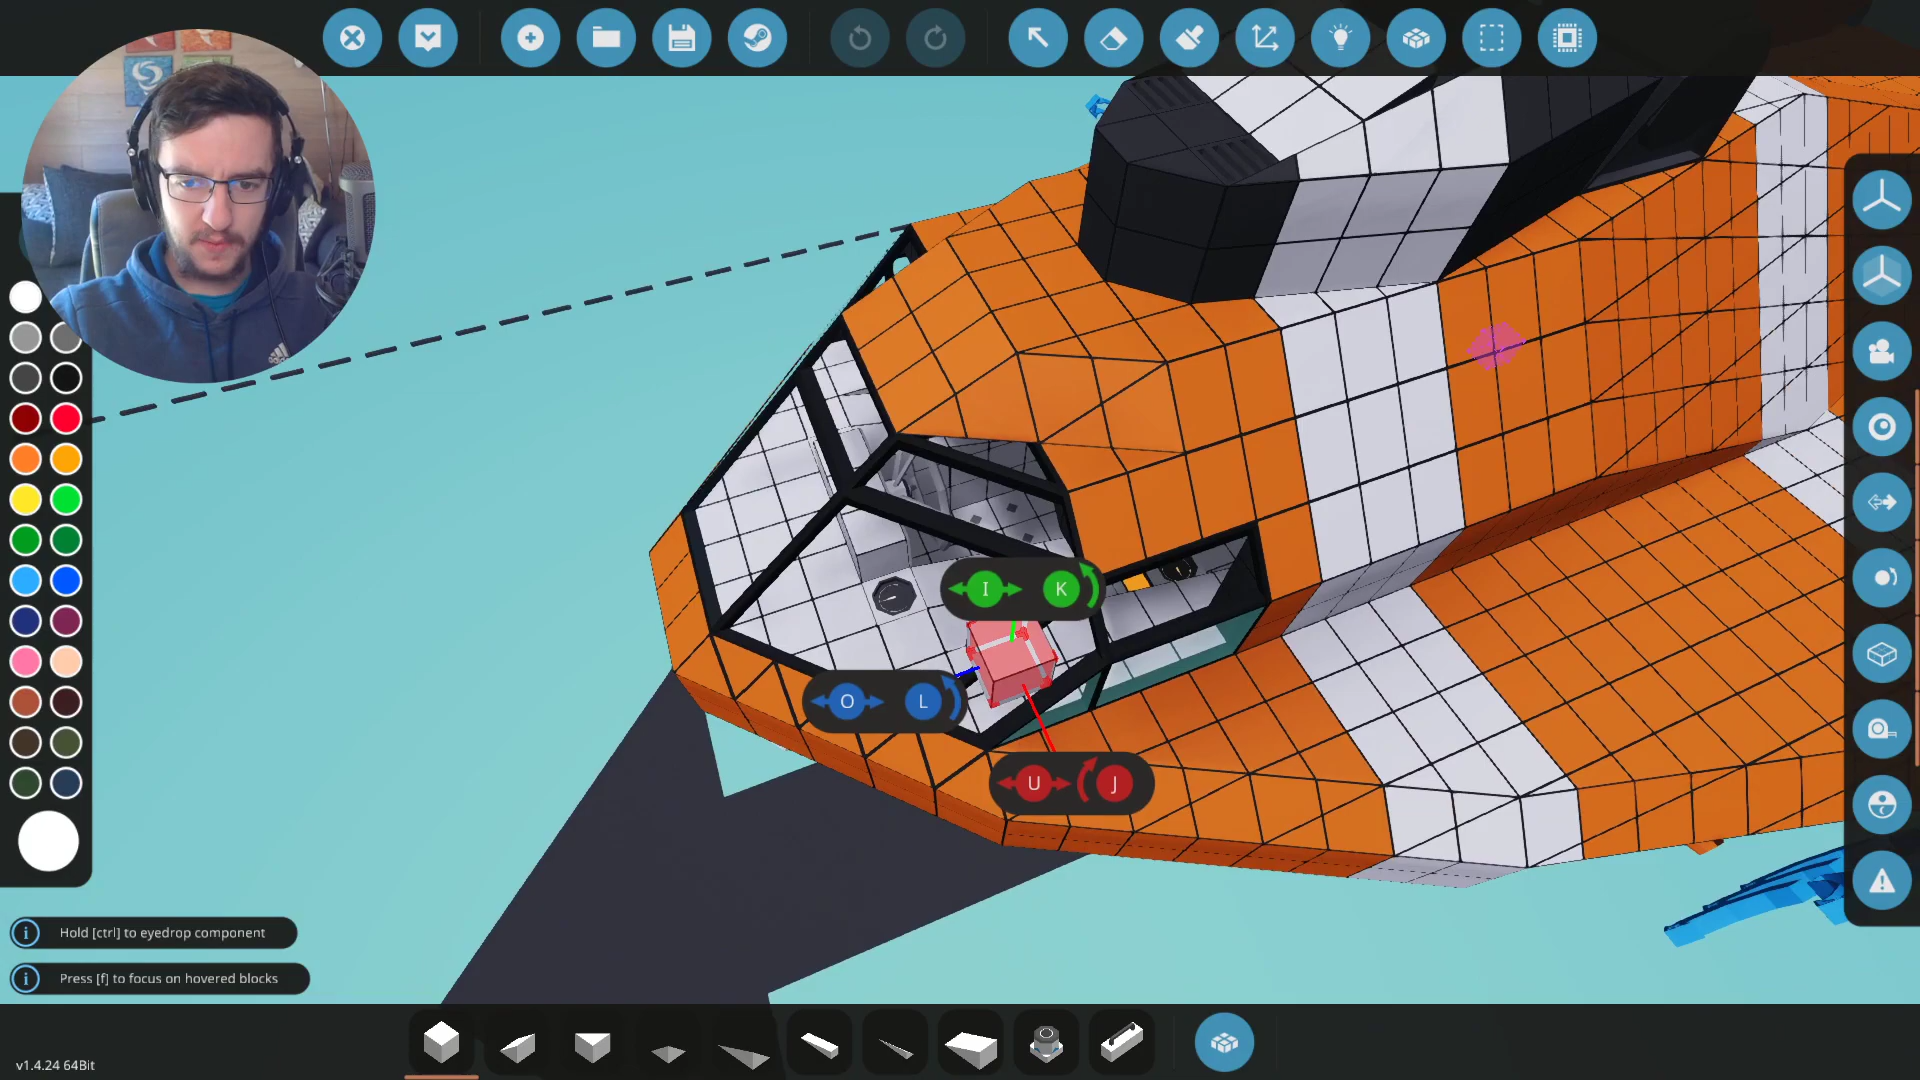 I
K
O
L
U
J
Hold [ctrl] to eyedrop component
Press [f] to focus on hovered blocks
v1.4.24 64Bit